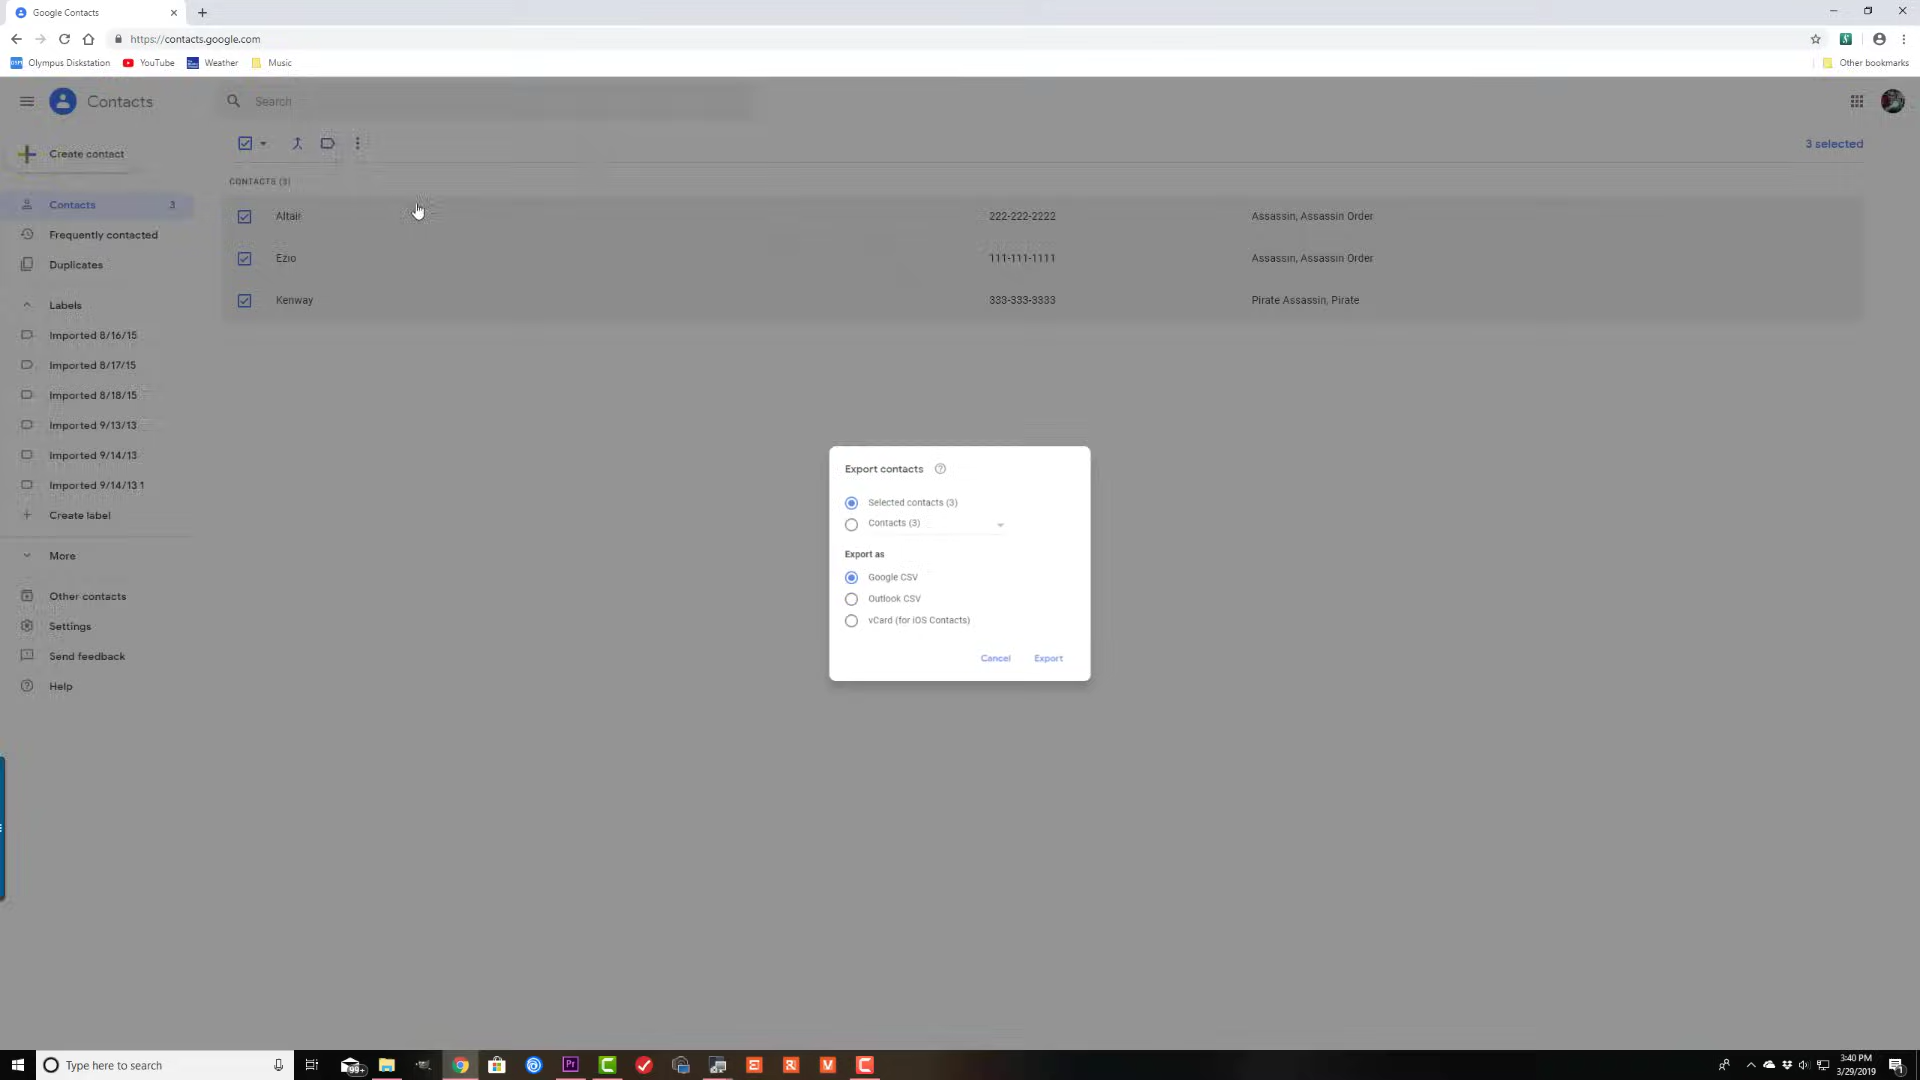 Google Contacts
https://contacts.google.com
Olympus Diskstation
YouTube
Weather
Music
Other bookmarks
Contacts
Search
Create contact
3 selected
CONTACTS (3)
Contacts 3
Frequently contacted
Duplicates
Labels
Imported 8/16/15
Imported 8/17/15
Imported 8/18/15
Imported 9/13/13
Imported 9/14/13
Imported 9/14/13 1
Create label
More
Other contacts
Settings
Send feedback
Help
Altair 222-222-2222 Assassin, Assassin Order
Ezio 111-111-1111 Assassin, Assassin Order
Kenway 333-333-3333 Pirate Assassin, Pirate
Export contacts
Selected contacts (3)
Contacts (3)
Export as
Google CSV
Outlook CSV
vCard (for iOS Contacts)
Cancel Export
Type here to search
99+
Pr
3:40 PM
3/29/2019